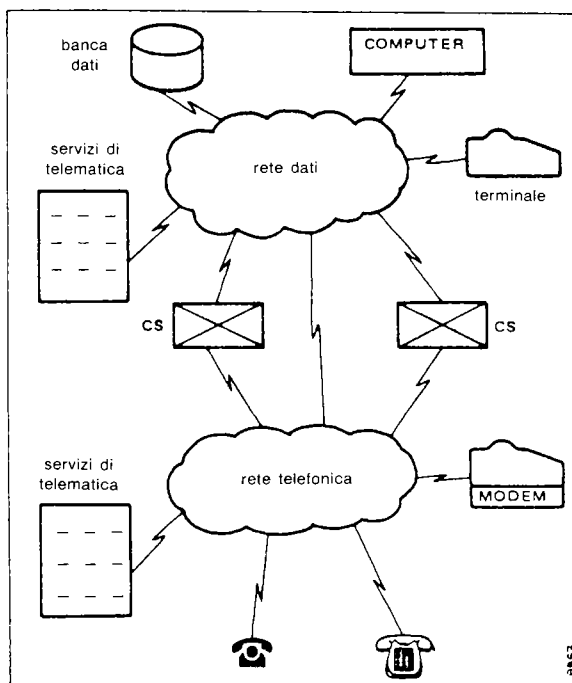 banca
dati
COMPUTER
servizi di
telematica
rete dati
terminale
CS
CS
servizi di
telematica
rete telefonica
MODEM